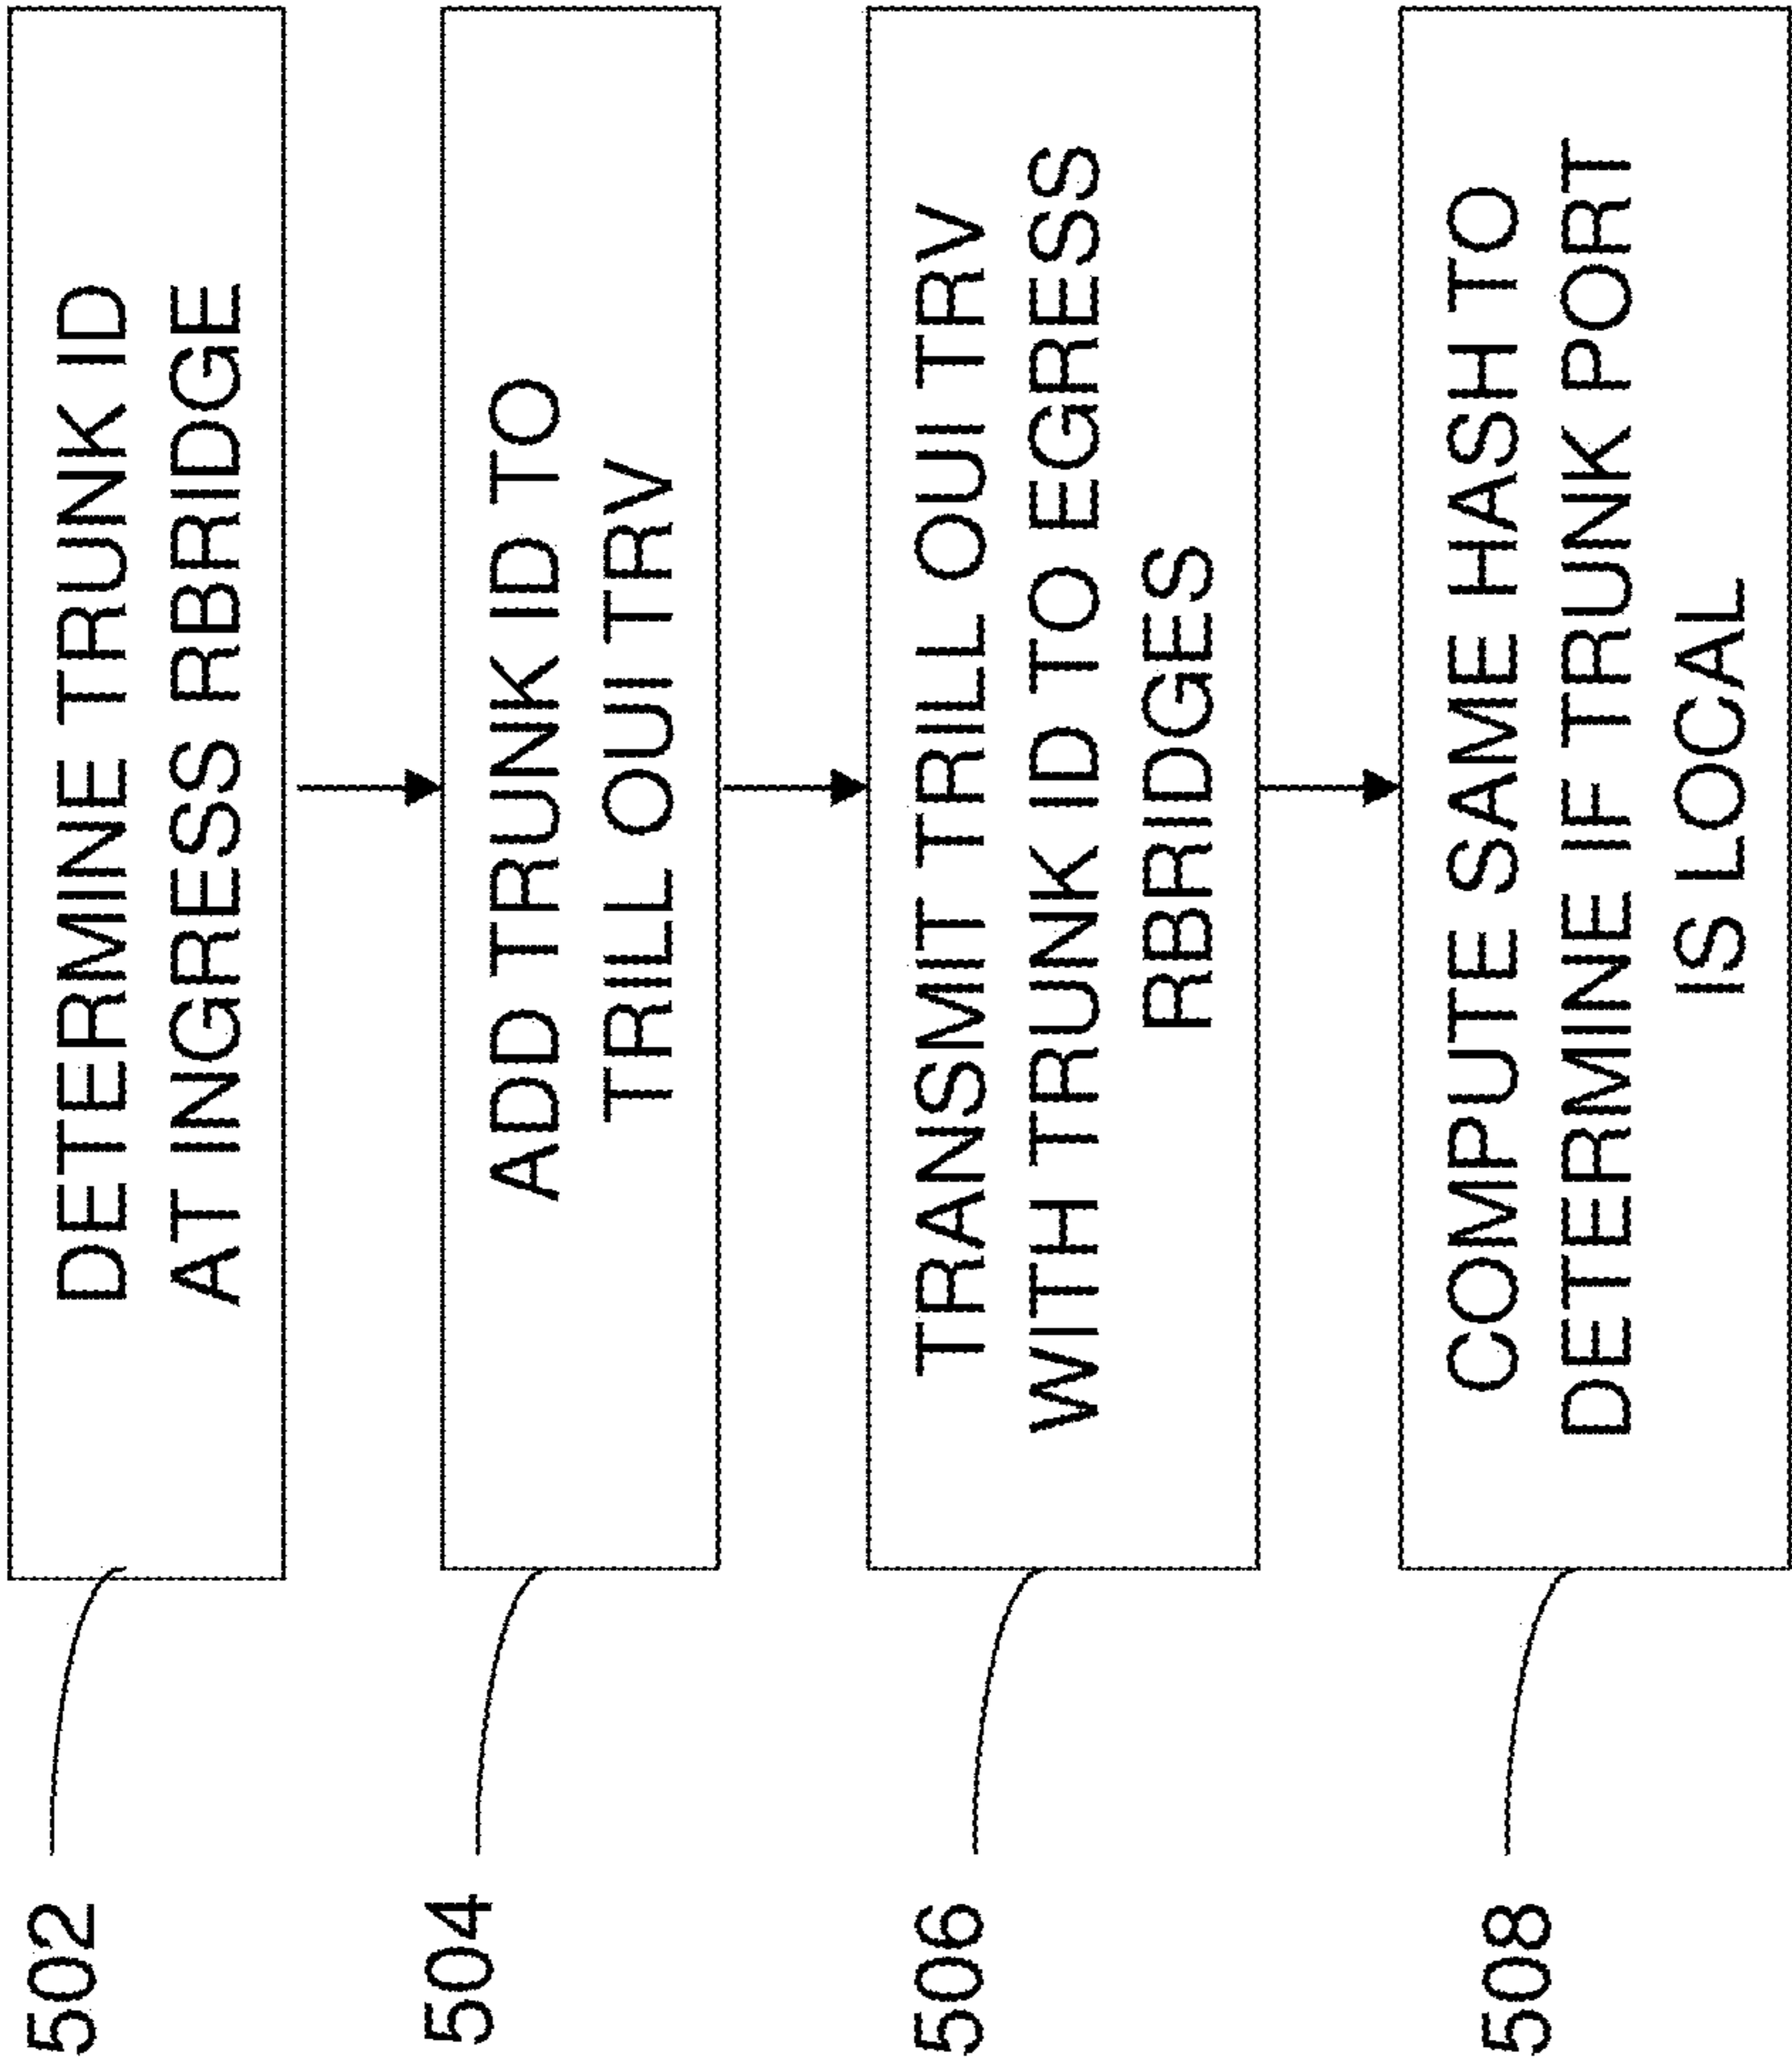 502
DETERMINE TRUNK ID
AT INGRESS RBRIDGE
504
ADD TRUNK ID TO
TRILL OUI TRV
506
TRANSMIT TRILL OUI TRV
WITH TRUNK ID TO EGRESS
RBRIDGES
508
COMPUTE SAME HASH TO
DETERMINE IF TRUNK PORT
IS LOCAL